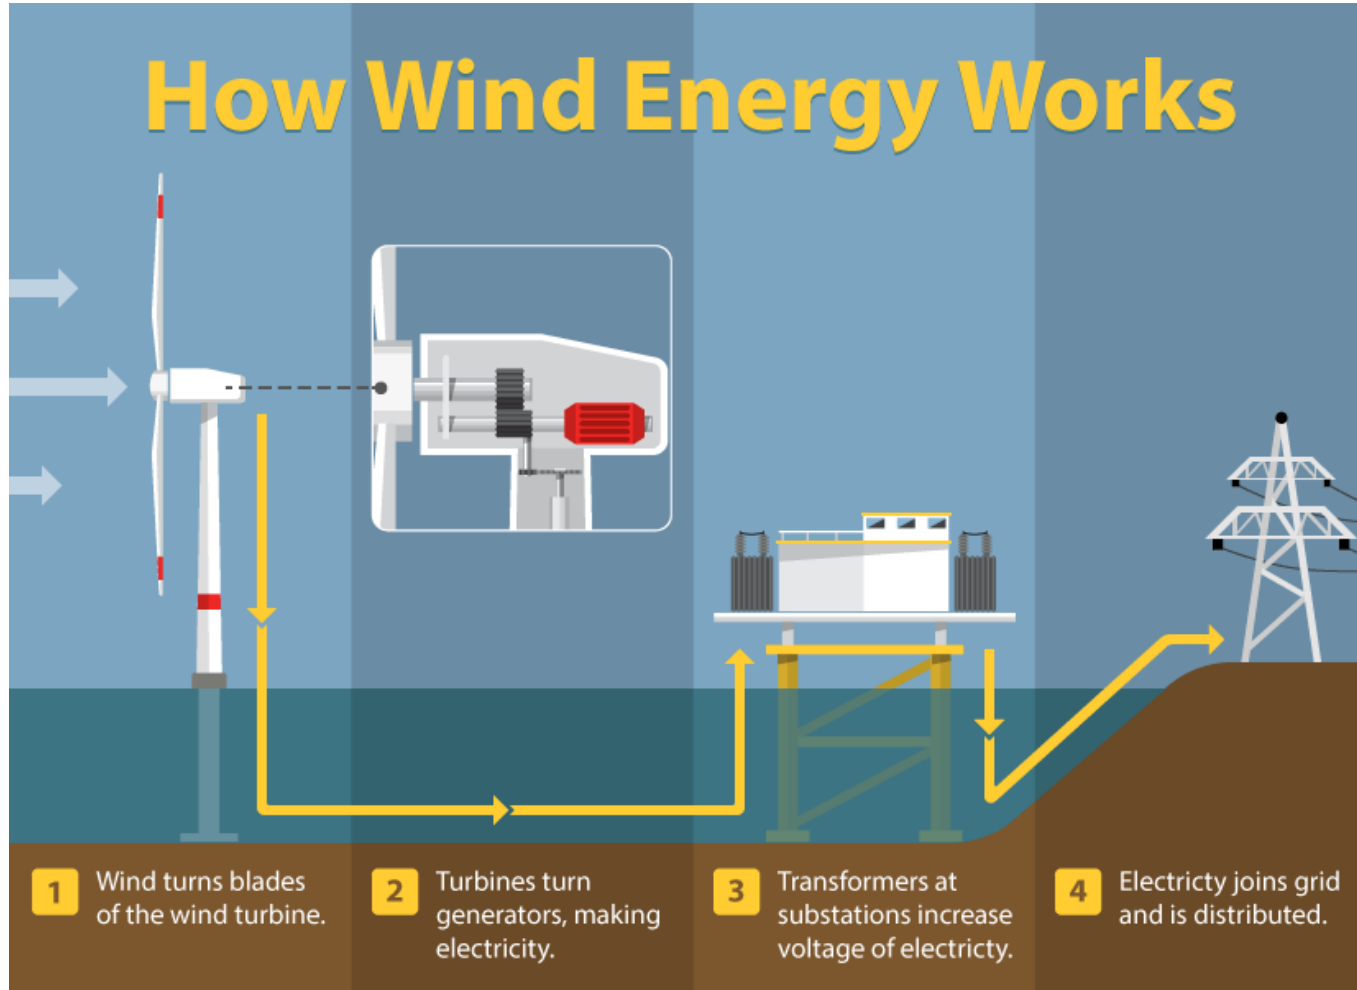 How Wind Energy Works
1
Wind turns blades
of the wind turbine.
2
Turbines turn
generators, making
electricity.
3
Transformers at
substations increase
voltage of electricty.
4
Electricty joins grid
and is distributed.